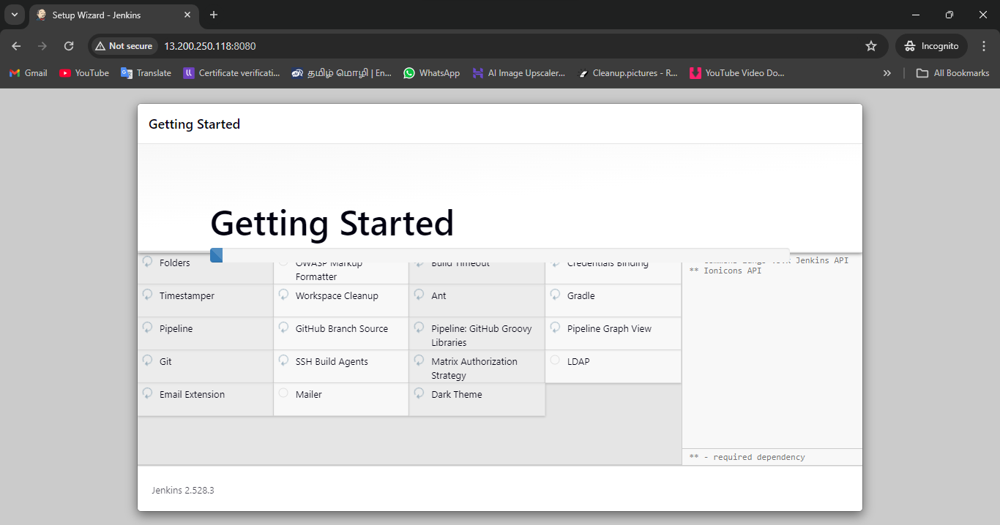 Setup Wizard - Jenkins
Not secure
13.200.250.118:8080
Incognito
Gmail
YouTube
Translate
Certificate verificati...
தமிழ் மொழி | En...
WhatsApp
AI Image Upscaler...
Cleanup.pictures - R...
YouTube Video Do...
All Bookmarks
Getting Started
Getting Started
Folders
OWASP Markup
Formatter
Build Timeout
Credentials Binding
Jenkins API
** Ionicons API
Timestamper
Workspace Cleanup
Ant
Gradle
Pipeline
GitHub Branch Source
Pipeline: GitHub Groovy
Libraries
Pipeline Graph View
Git
SSH Build Agents
Matrix Authorization
Strategy
LDAP
Email Extension
Mailer
Dark Theme
** - required dependency
Jenkins 2.528.3